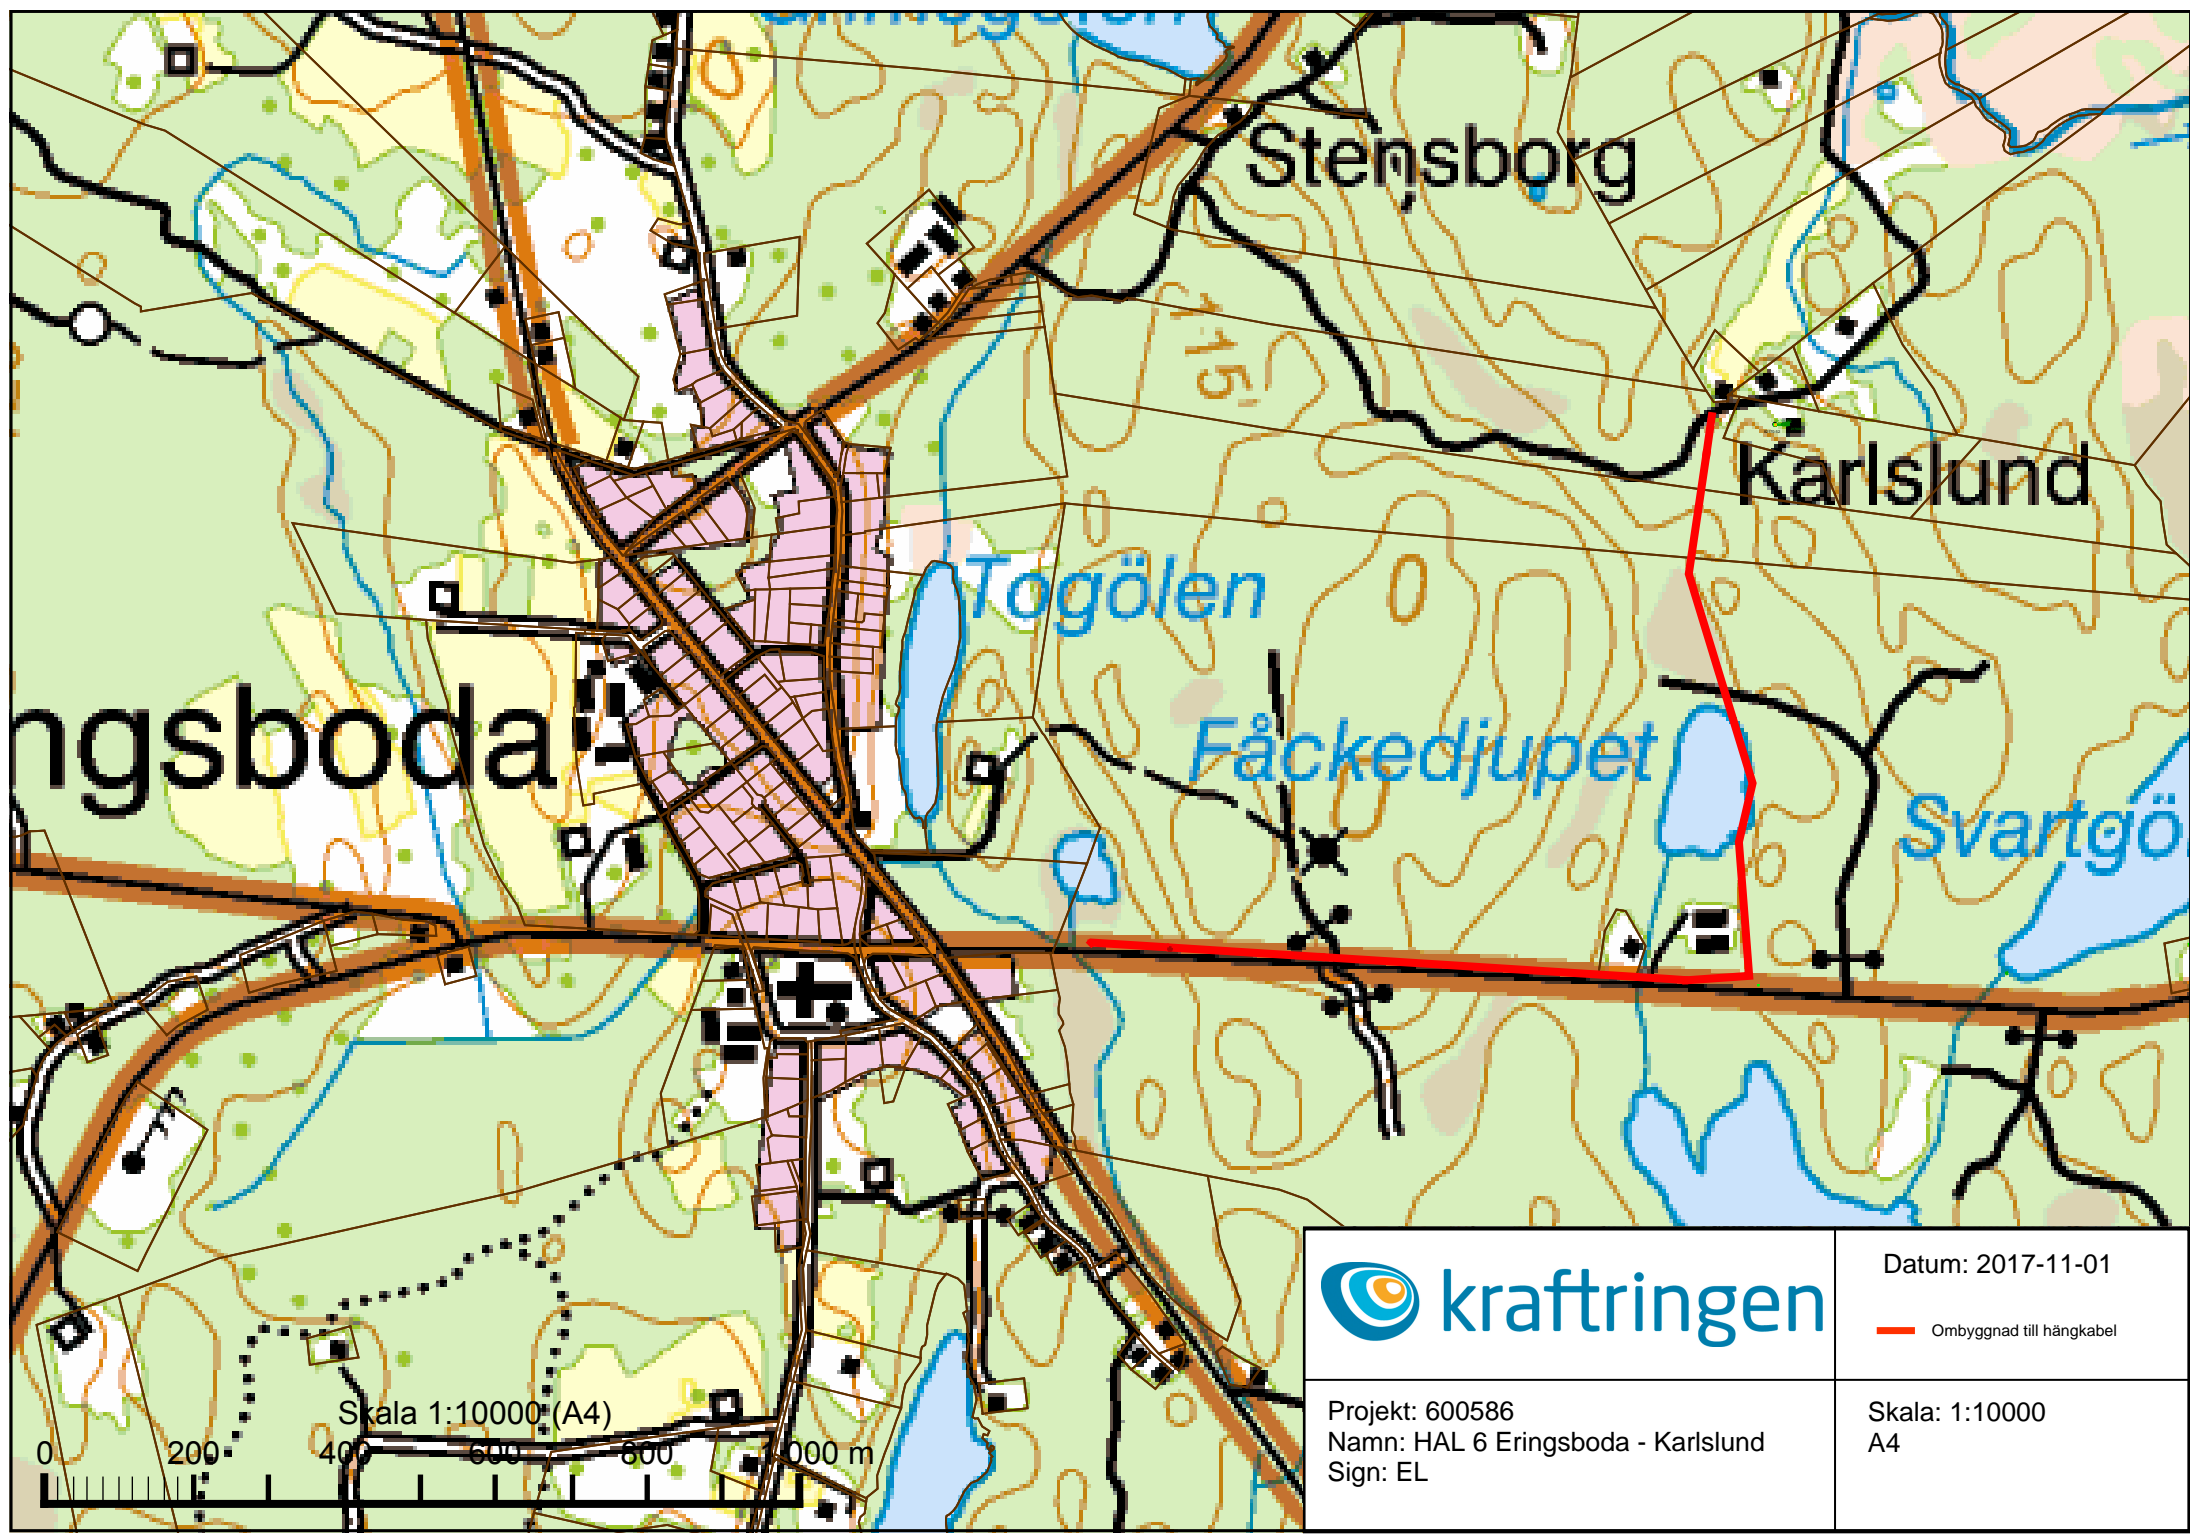 Stensborg
115
Karlslund
Togölen
ngsboda
Fåckedjupet
Svartgö
Skala 1:10000 (A4)
0 200 400 600 800 1 000 m
kraftringen
Datum: 2017-11-01
Ombyggnad till hängkabel
Projekt: 600586
Namn: HAL 6 Eringsboda - Karlslund
Sign: EL
Skala: 1:10000
A4